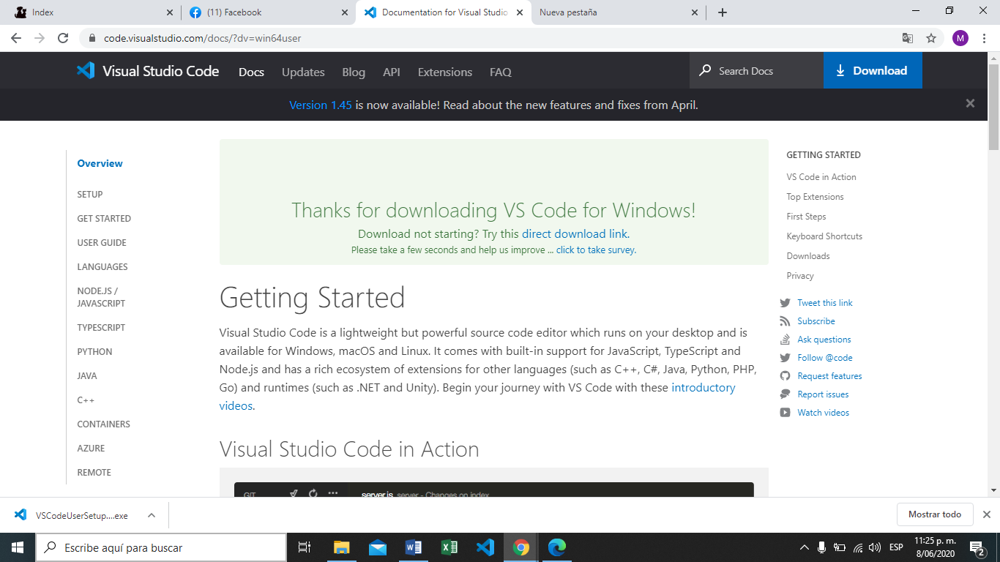 Index
(11) Facebook
Documentation for Visual Studio
Nueva pestaña
code.visualstudio.com/docs/?dv=win64user
M
Visual Studio Code
Docs
Updates
Blog
API
Extensions
FAQ
Search Docs
Download
Version 1.45 is now available! Read about the new features and fixes from April.
Overview
SETUP
GET STARTED
USER GUIDE
LANGUAGES
NODE.JS /
JAVASCRIPT
TYPESCRIPT
PYTHON
JAVA
C++
CONTAINERS
AZURE
REMOTE
Thanks for downloading VS Code for Windows!
Download not starting? Try this direct download link.
Please take a few seconds and help us improve ... click to take survey.
Getting Started
Visual Studio Code is a lightweight but powerful source code editor which runs on your desktop and is
available for Windows, macOS and Linux. It comes with built-in support for JavaScript, TypeScript and
Node.js and has a rich ecosystem of extensions for other languages (such as C++, C#, Java, Python, PHP,
Go) and runtimes (such as .NET and Unity). Begin your journey with VS Code with these introductory
videos.
Visual Studio Code in Action
GIT
server.js server - Changes on index
GETTING STARTED
VS Code in Action
Top Extensions
First Steps
Keyboard Shortcuts
Downloads
Privacy
Tweet this link
Subscribe
Ask questions
Follow @code
Request features
Report issues
Watch videos
VSCodeUserSetup....exe
Mostrar todo
Escribe aquí para buscar
ESP
11:25 p. m.
8/06/2020
2